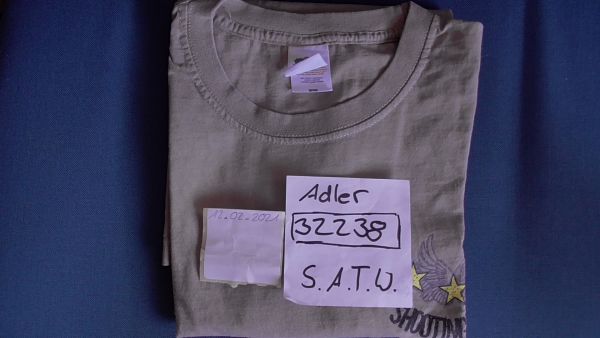 12.02.2021
Adler
32238
S.A.T.W.
SHOOTING